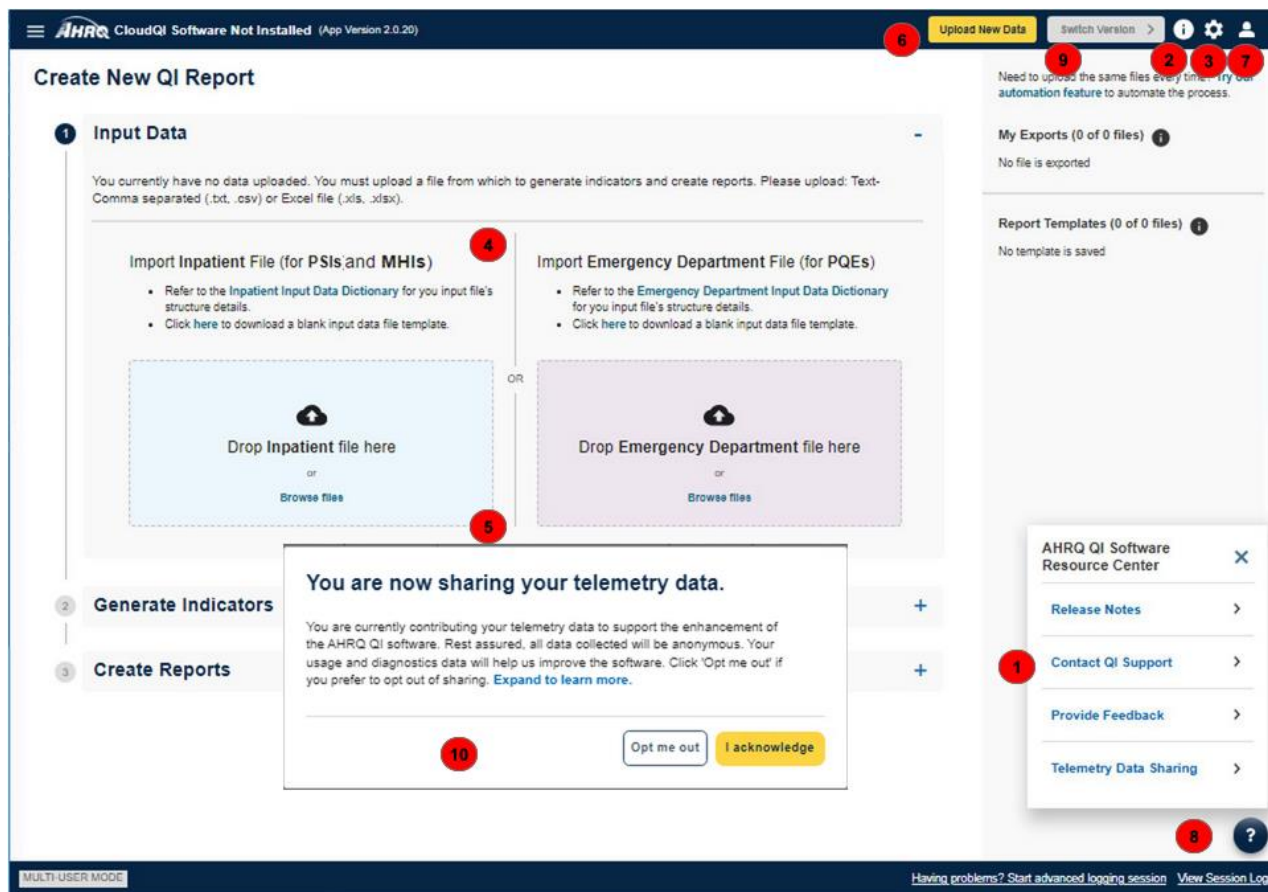 AHRQ CloudQI Software Not Installed (App Version 2.0.20)
6
Upload New Data
Switch Version
9
2
3
7
Create New QI Report
1
Input Data
-
You currently have no data uploaded. You must upload a file from which to generate indicators and create reports. Please upload: Text-
Comma separated (.txt, .csv) or Excel file (.xls, .xlsx).
4
Import Inpatient File (for PSIs and MHIs)
• Refer to the Inpatient Input Data Dictionary for you input file's
structure details.
• Click here to download a blank input data file template.
Drop Inpatient file here
or
Browse files
OR
Import Emergency Department File (for PQEs)
• Refer to the Emergency Department Input Data Dictionary
for you input file's structure details.
• Click here to download a blank input data file template.
Drop Emergency Department file here
or
Browse files
5
2
Generate Indicators
+
3
Create Reports
+
You are now sharing your telemetry data.
You are currently contributing your telemetry data to support the enhancement of
the AHRQ QI software. Rest assured, all data collected will be anonymous. Your
usage and diagnostics data will help us improve the software. Click 'Opt me out' if
you prefer to opt out of sharing. Expand to learn more.
10
Opt me out
I acknowledge
Need to upload the same files every time? Try our
automation feature to automate the process.
My Exports (0 of 0 files)
No file is exported
Report Templates (0 of 0 files)
No template is saved
AHRQ QI Software
Resource Center
Release Notes
1
Contact QI Support
Provide Feedback
Telemetry Data Sharing
8
?
MULTI-USER MODE
Having problems? Start advanced logging session View Session Log